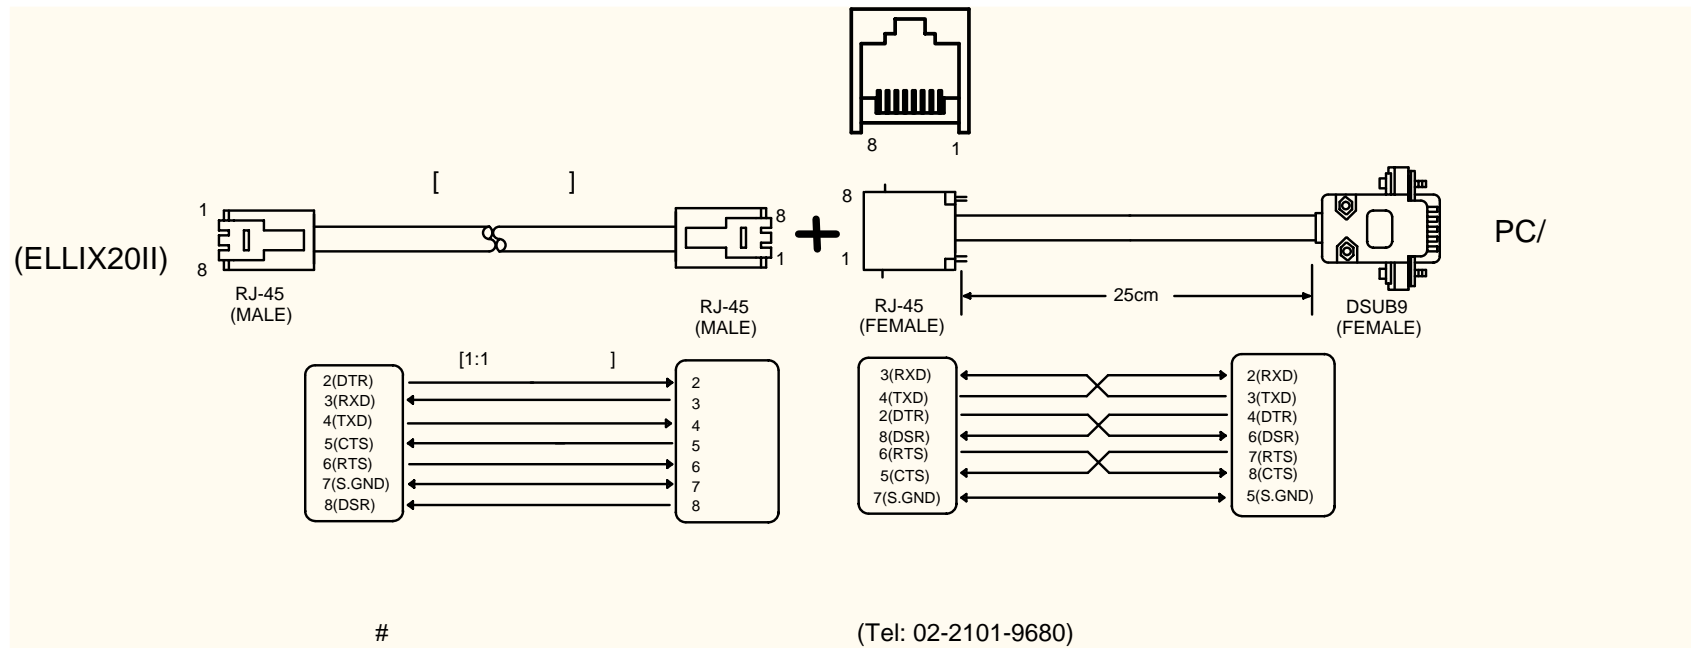 8 1
[ ]
1
8
(ELLIX20II)
RJ-45
(MALE)
8
1
RJ-45
(MALE)
8
1
RJ-45
(FEMALE)
25cm
DSUB9
(FEMALE)
PC/
[1:1 ]
2(DTR) 2
3(RXD) 3
4(TXD) 4
5(CTS) 5
6(RTS) 6
7(S.GND) 7
8(DSR) 8
3(RXD) 2(RXD)
4(TXD) 3(TXD)
2(DTR) 4(DTR)
8(DSR) 6(DSR)
6(RTS) 7(RTS)
5(CTS) 8(CTS)
7(S.GND) 5(S.GND)
# (Tel: 02-2101-9680)